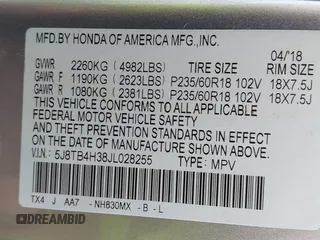 MFD.BY HONDA OF AMERICA MFG.,INC. 04/'18
GVWR 2260KG (4982LBS) TIRE SIZE RIM SIZE
GAWR F 1190KG (2623LBS) P235/60R18 102V 18X7.5J
GAWR R 1080KG (2381LBS) P235/60R18 102V 18X7.5J
THIS VEHICLE CONFORMS TO ALL APPLICABLE
FEDERAL MOTOR VEHICLE SAFETY
AND THEFT PREVENTION STANDARDS IN EFFECT
ON THE DATE OF MANUFACTURE SHOWN ABOVE.
V.I.N: 5J8TB4H38JL028255 TYPE: MPV
TX4 J AA7 -NH830MX -B -L
DREAMBID